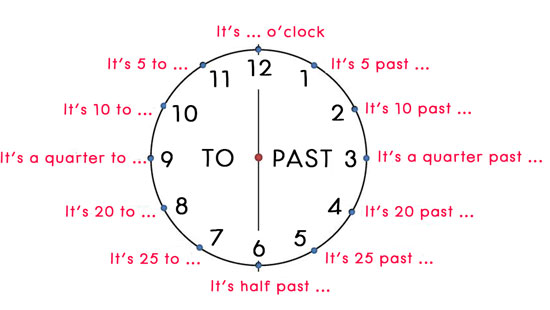 It's ... o'clock
It's 5 to ...
It's 5 past ...
11 12 1
It's 10 to ...
10
2
It's 10 past ...
It's a quarter to ...
9 TO PAST 3
It's a quarter past ...
It's 20 to ...
8
4
It's 20 past ...
7 6 5
It's 25 to ...
It's 25 past ...
It's half past ...